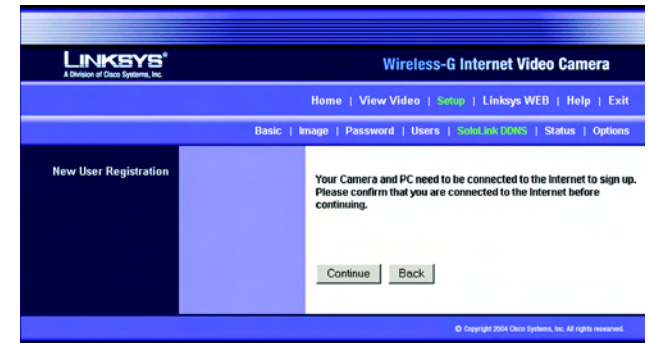 LINKSYS®
A Division of Cisco Systems, Inc.
Wireless-G Internet Video Camera
Home | View Video | Setup | Linksys WEB | Help | Exit
Basic | Image | Password | Users | SoloLink DDNS | Status | Options
New User Registration
Your Camera and PC need to be connected to the Internet to sign up.
Please confirm that you are connected to the Internet before
continuing.
Continue Back
© Copyright 2004 Cisco Systems, Inc. All rights reserved.